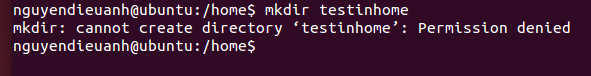 nguyendieuanh@ubuntu:/home$ mkdir testinhome
mkdir: cannot create directory ‘testinhome’: Permission denied
nguyendieuanh@ubuntu:/home$